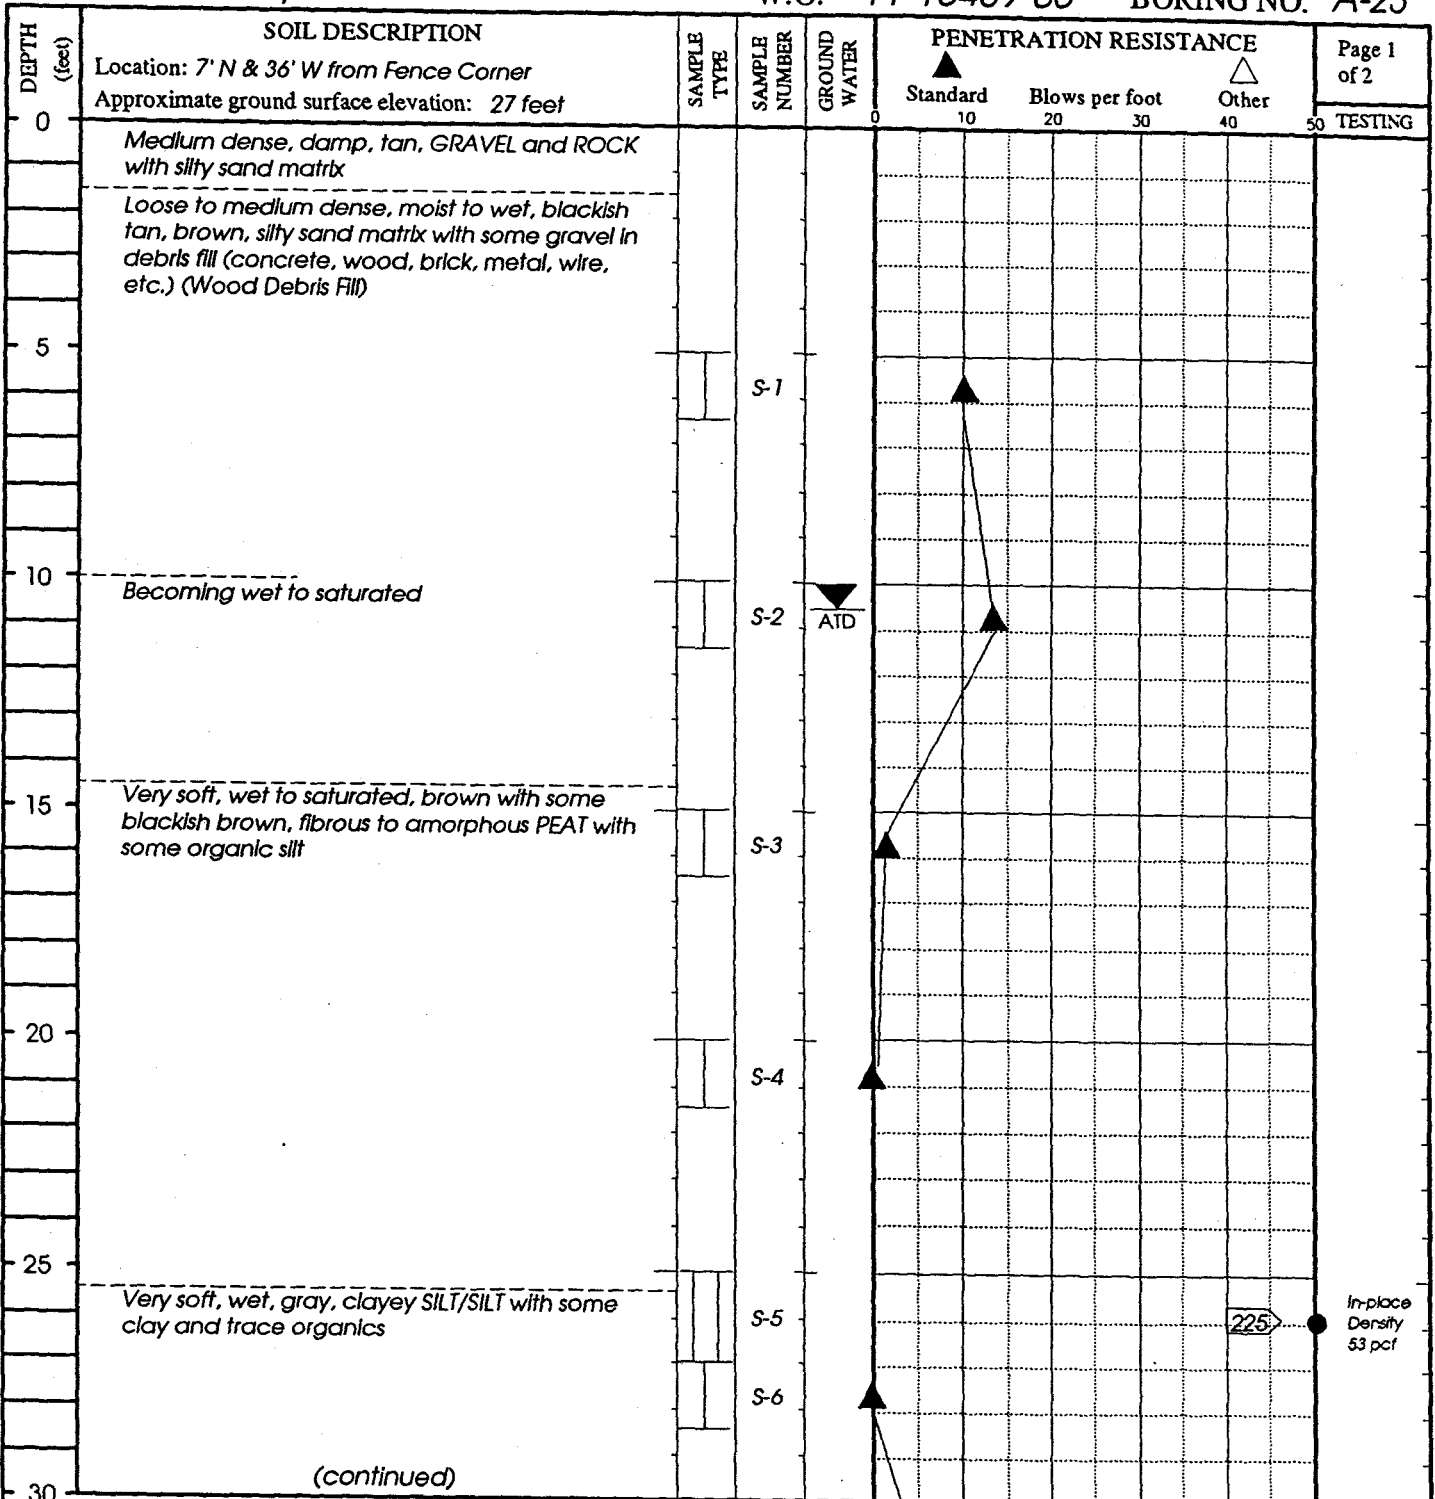 BORING NO. A-25
DEPTH
(feet)
SOIL DESCRIPTION
Location: 7' N & 36' W from Fence Corner
Approximate ground surface elevation: 27 feet
SAMPLE
TYPE
SAMPLE
NUMBER
GROUND
WATER
PENETRATION RESISTANCE
Standard Blows per foot Other
0 10 20 30 40 50
Page 1
of 2
TESTING
0
Medium dense, damp, tan, GRAVEL and ROCK
with silty sand matrix
Loose to medium dense, moist to wet, blackish
tan, brown, silty sand matrix with some gravel in
debris fill (concrete, wood, brick, metal, wire,
etc.) (Wood Debris Fill)
5
S-1
10
Becoming wet to saturated
S-2
ATD
15
Very soft, wet to saturated, brown with some
blackish brown, fibrous to amorphous PEAT with
some organic silt
S-3
20
S-4
25
Very soft, wet, gray, clayey SILT/SILT with some
clay and trace organics
S-5
225
In-place
Density
53 pcf
S-6
(continued)
30